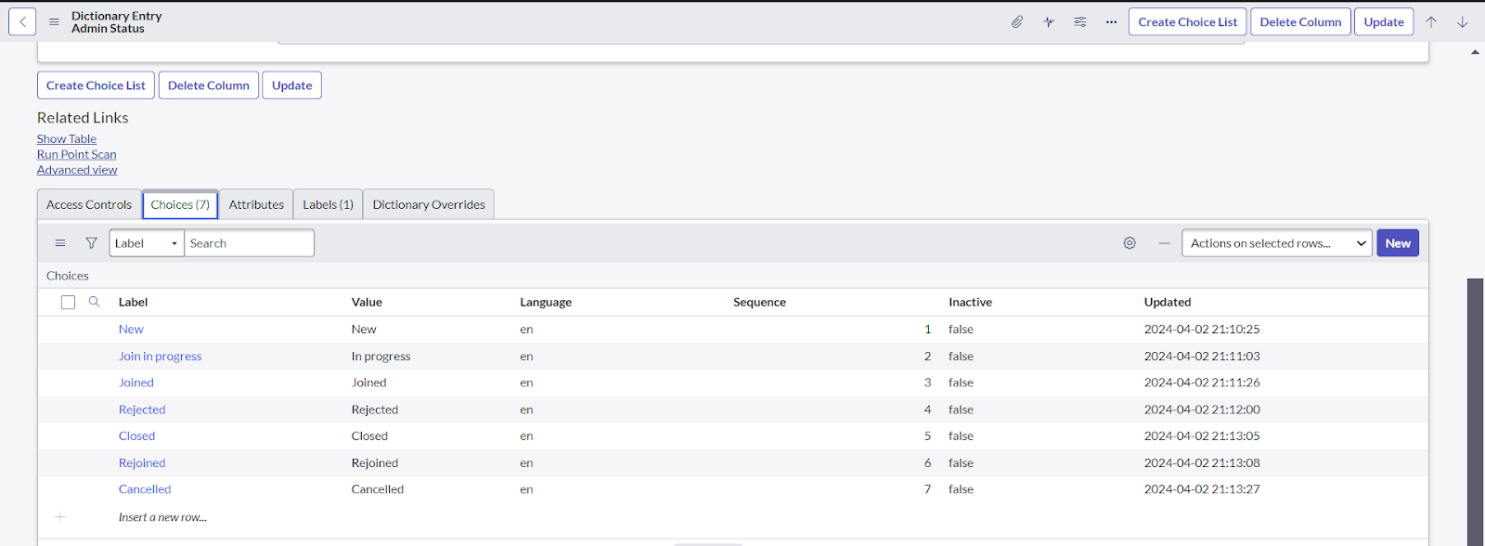 Dictionary Entry
Admin Status
Create Choice List Delete Column Update
Create Choice List Delete Column Update
Related Links
Show Table
Run Point Scan
Advanced view
Access Controls Choices (7) Attributes Labels (1) Dictionary Overrides
Label Search Actions on selected rows... New
Choices
Label Value Language Sequence Inactive Updated
New New en 1 false 2024-04-02 21:10:25
Join in progress In progress en 2 false 2024-04-02 21:11:03
Joined Joined en 3 false 2024-04-02 21:11:26
Rejected Rejected en 4 false 2024-04-02 21:12:00
Closed Closed en 5 false 2024-04-02 21:13:05
Rejoined Rejoined en 6 false 2024-04-02 21:13:08
Cancelled Cancelled en 7 false 2024-04-02 21:13:27
Insert a new row...